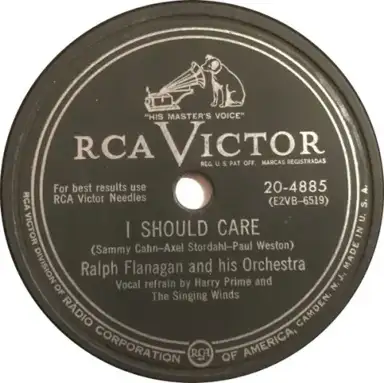 "HIS MASTER'S VOICE"
RCA VICTOR
REG. U. S. PAT. OFF. MARCAS REGISTRADAS
For best results use
RCA Victor Needles
20-4885
(E2VB-6519)
I SHOULD CARE
(Sammy Cahn-Axel Stordahl-Paul Weston)
Ralph Flanagan and his Orchestra
Vocal refrain by Harry Prime and
The Singing Winds
RCA VICTOR DIVISION OF RADIO CORPORATION RCA OF AMERICA, CAMDEN, N. J., MADE IN U. S. A.